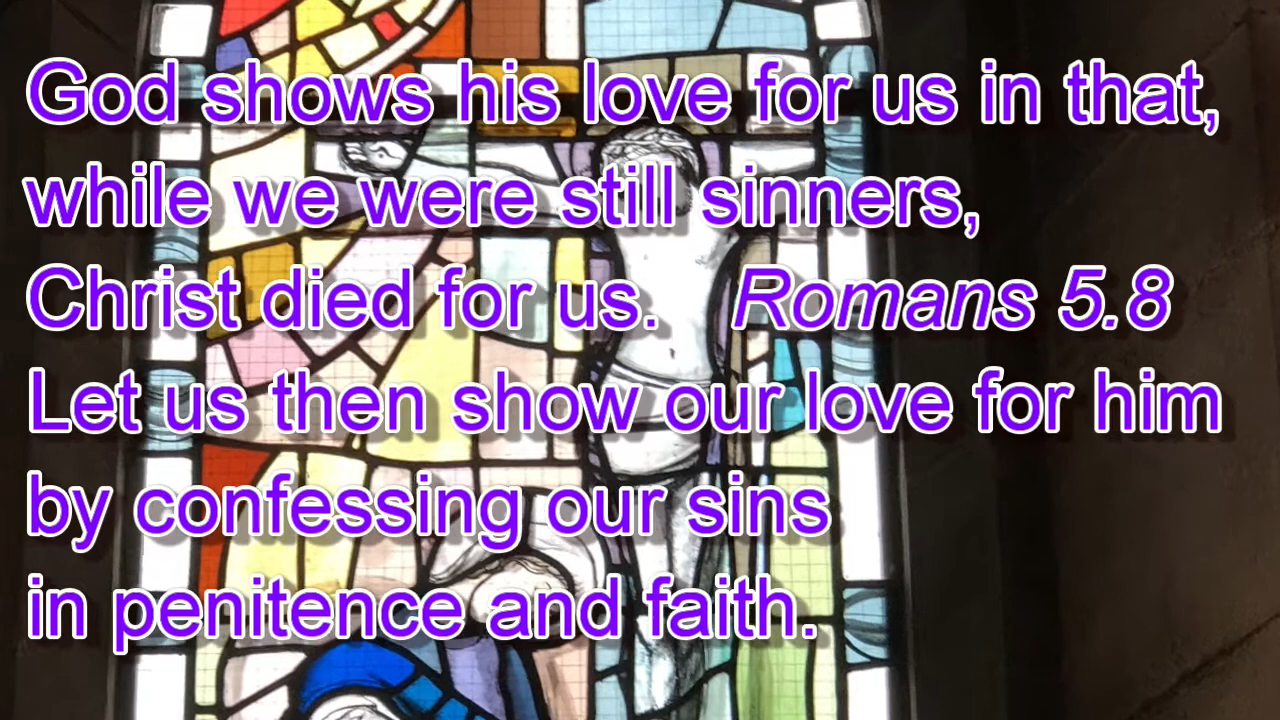 God shows his love for us in that,
while we were still sinners,
Christ died for us.   Romans 5.8
Let us then show our love for him
by confessing our sins
in penitence and faith.